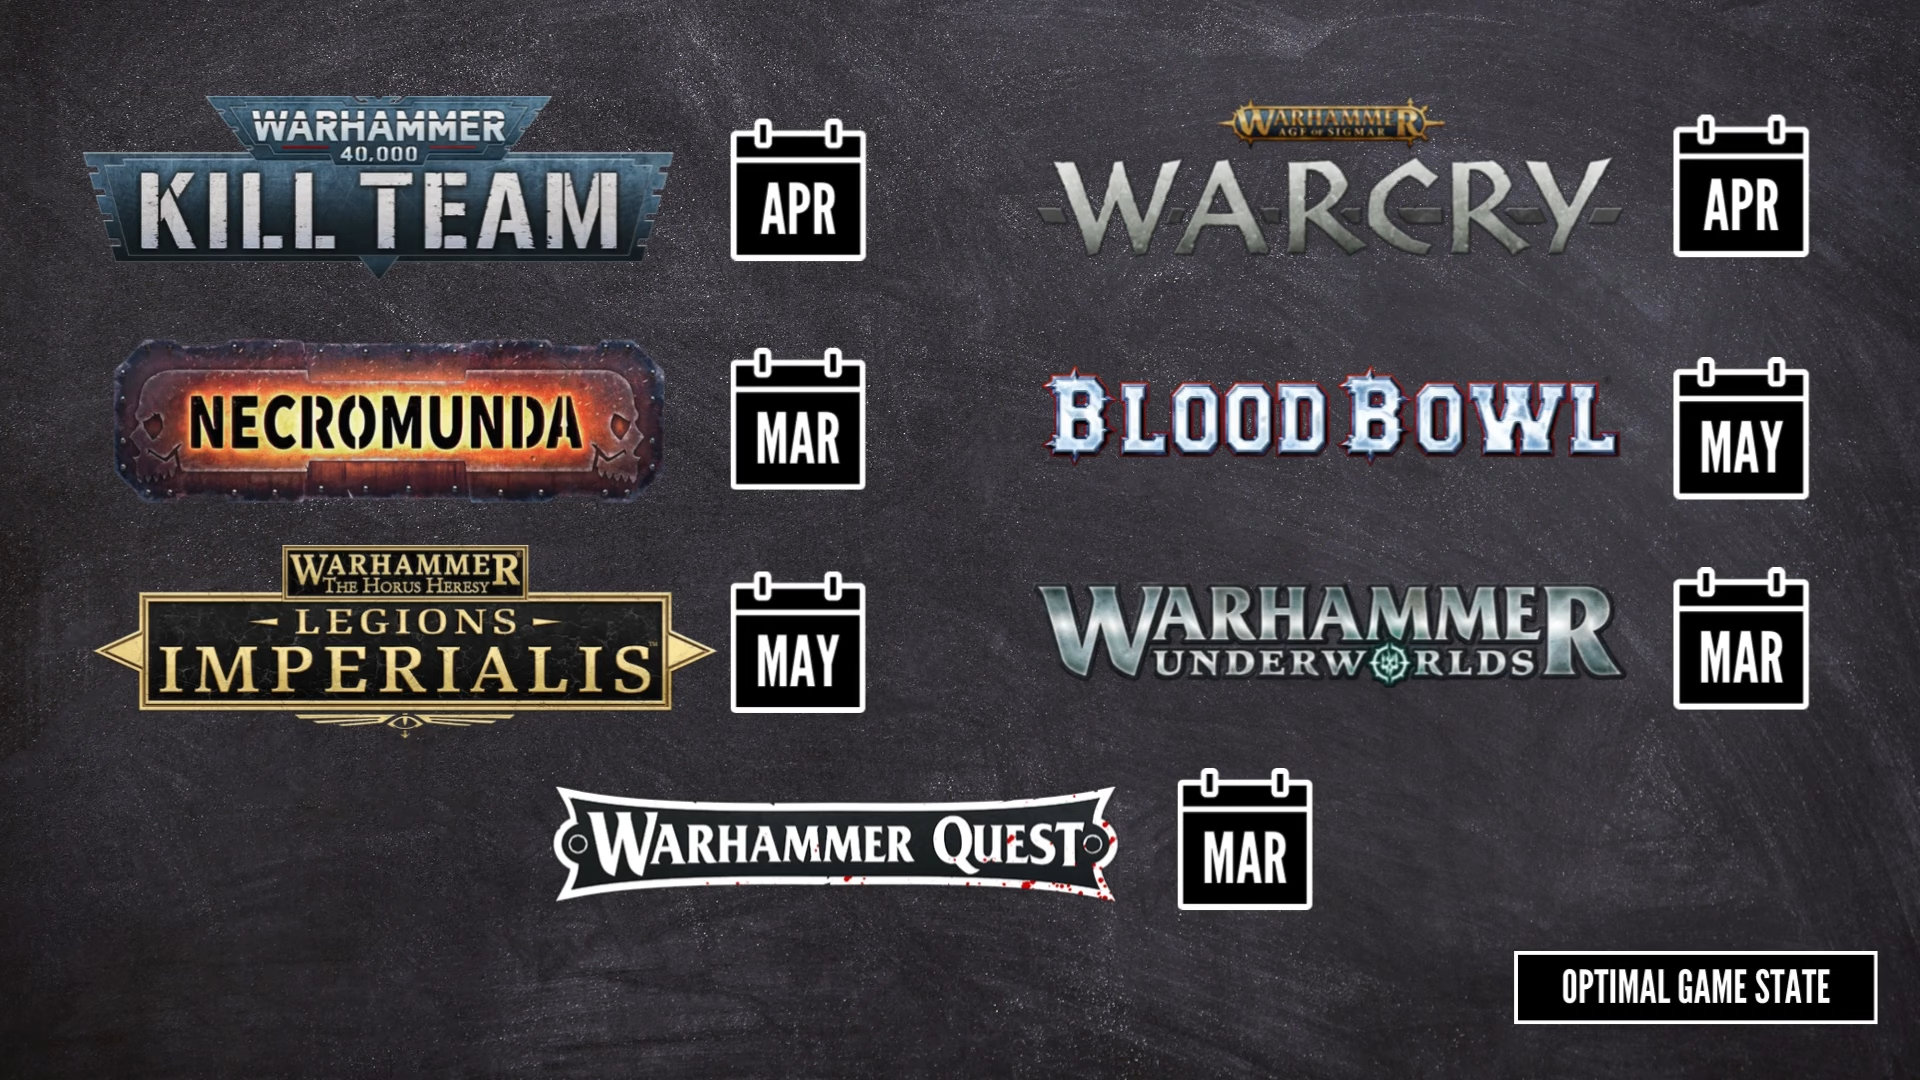 WARHAMMER
40,000
KILL TEAM
APR
WARHAMMER
AGE OF SIGMAR
WARCRY
APR
NECROMUNDA
MAR
BLOOD BOWL
MAY
WARHAMMER
THE HORUS HERESY
LEGIONS
IMPERIALIS™
MAY
WARHAMMER
UNDERWORLDS
MAR
WARHAMMER QUEST
MAR
OPTIMAL GAME STATE